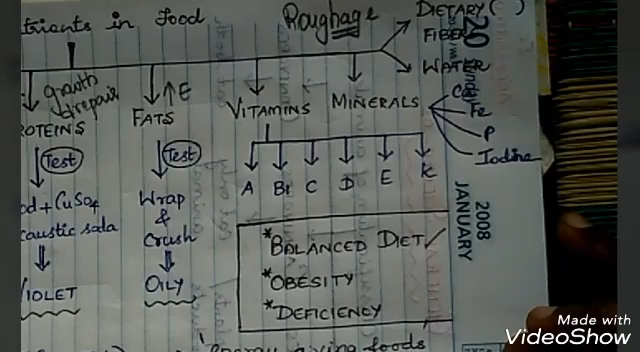 trients in food
Roughage
DIETARY ( )
FIBER
WATER
growth
& repair
↑E
ROTEINS
FATS
VITAMINS
MINERALS
Ca
Fe
P
Iodine
Test
Test
A B1 C D E K
od + CuSO4
caustic soda
VIOLET
Wrap
&
Crush
OILY
*BALANCED DIET ✓
*OBESITY
*DEFICIENCY
Energy giving foods
20
2008
JANUARY
Made with
VideoShow